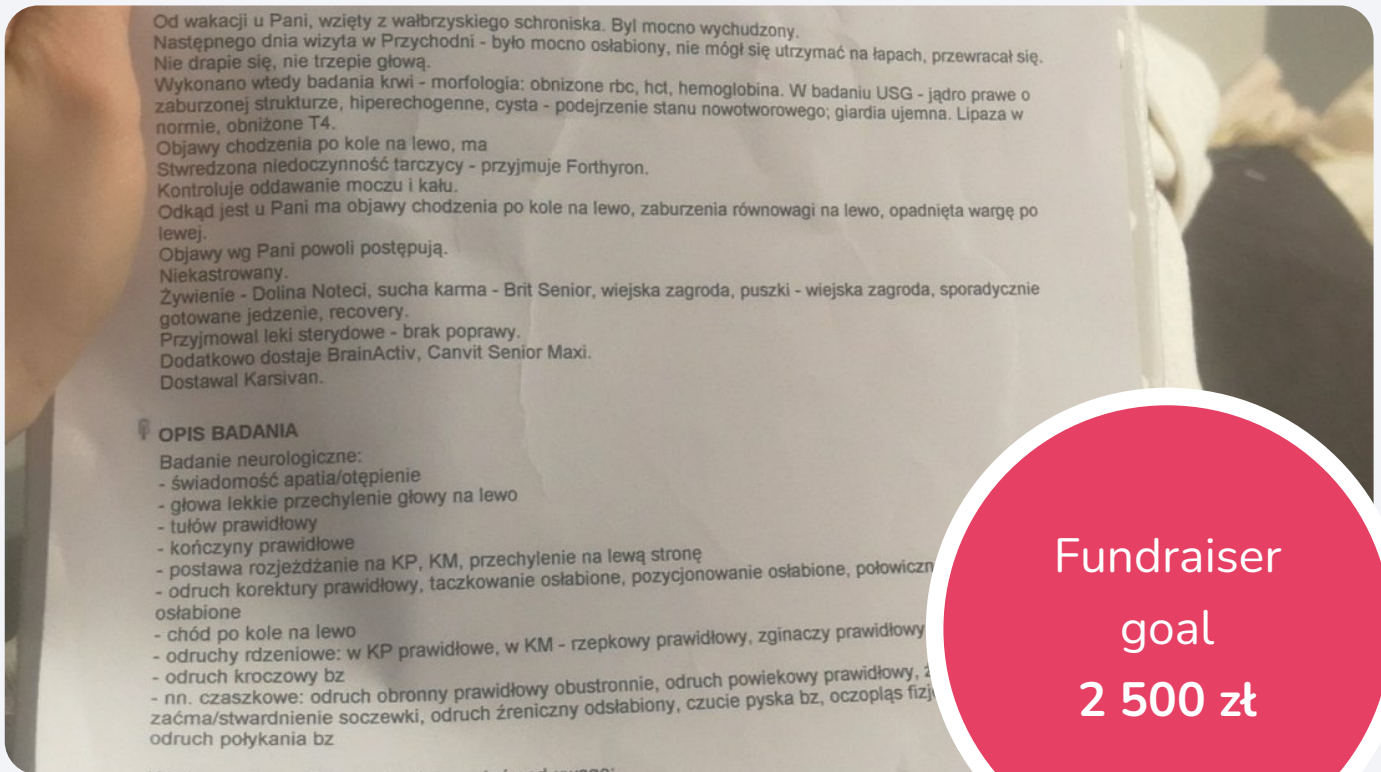 Od wakacji u Pani, wzięty z wałbrzyskiego schroniska. Byl mocno wychudzony.
Następnego dnia wizyta w Przychodni - było mocno osłabiony, nie mógł się utrzymać na łapach, przewracał się.
Nie drapie się, nie trzepie głową.
Wykonano wtedy badania krwi - morfologia: obnizone rbc, hct, hemoglobina. W badaniu USG - jądro prawe o
zaburzonej strukturze, hiperechogenne, cysta - podejrzenie stanu nowotworowego; giardia ujemna. Lipaza w
normie, obniżone T4.
Objawy chodzenia po kole na lewo, ma
Stwredzona niedoczynność tarczycy - przyjmuje Forthyron.
Kontroluje oddawanie moczu i kału.
Odkąd jest u Pani ma objawy chodzenia po kole na lewo, zaburzenia równowagi na lewo, opadnięta wargę po
lewej.
Objawy wg Pani powoli postępują.
Niekastrowany.
Żywienie - Dolina Noteci, sucha karma - Brit Senior, wiejska zagroda, puszki - wiejska zagroda, sporadycznie
gotowane jedzenie, recovery.
Przyjmowal leki sterydowe - brak poprawy.
Dodatkowo dostaje BrainActiv, Canvit Senior Maxi.
Dostawal Karsivan.
OPIS BADANIA
Badanie neurologiczne:
- świadomość apatia/otępienie
- głowa lekkie przechylenie głowy na lewo
- tułów prawidłowy
- kończyny prawidłowe
- postawa rozjeżdżanie na KP, KM, przechylenie na lewą stronę
- odruch korektury prawidłowy, taczkowanie osłabione, pozycjonowanie osłabione, połowiczn
osłabione
- chód po kole na lewo
- odruchy rdzeniowe: w KP prawidłowe, w KM - rzepkowy prawidłowy, zginaczy prawidłowy
- odruch kroczowy bz
- nn. czaszkowe: odruch obronny prawidłowy obustronnie, odruch powiekowy prawidłowy,
zaćma/stwardnienie soczewki, odruch źreniczny odsłabiony, czucie pyska bz, oczopląs fizj
odruch połykania bz
Fundraiser
goal
2 500 zł